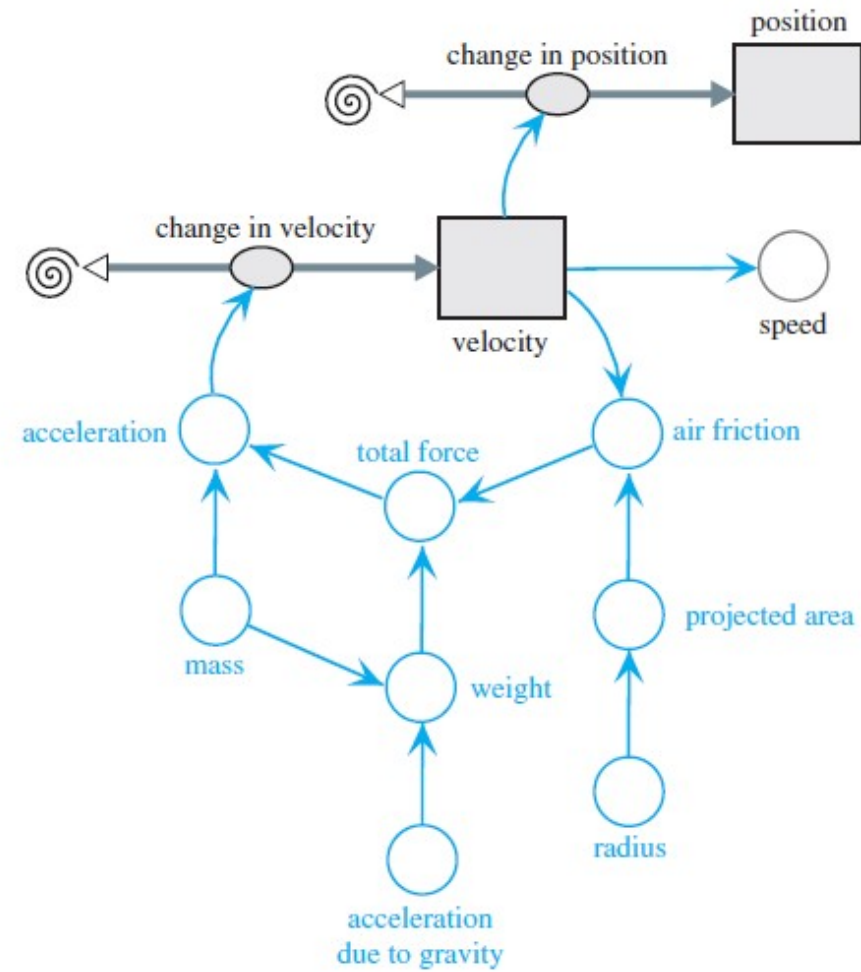 position
change in position
change in velocity
velocity
speed
acceleration
total force
air friction
mass
weight
projected area
radius
acceleration
due to gravity